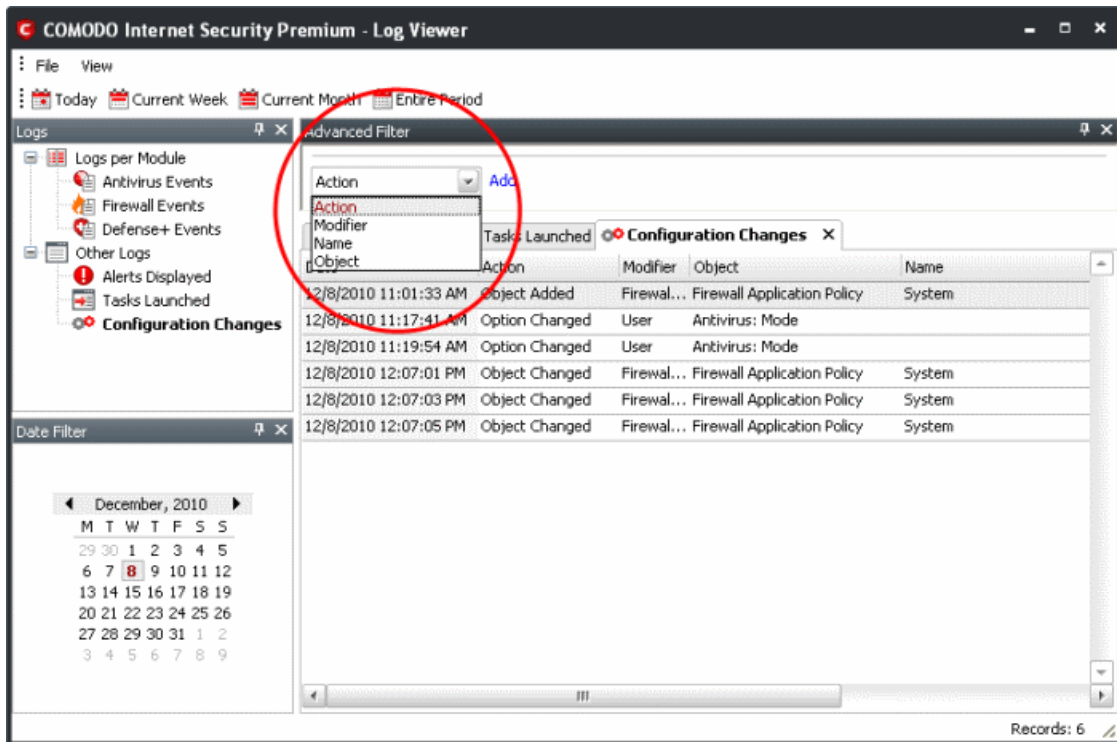 COMODO Internet Security Premium - Log Viewer
File View
Today Current Week Current Month Entire Period
Logs
Logs per Module
Antivirus Events
Firewall Events
Defense+ Events
Other Logs
Alerts Displayed
Tasks Launched
Configuration Changes
Date Filter
December, 2010
M T W T F S S
29 30 1 2 3 4 5
6 7 8 9 10 11 12
13 14 15 16 17 18 19
20 21 22 23 24 25 26
27 28 29 30 31 1 2
3 4 5 6 7 8 9
Advanced Filter
Action Add
Action
Modifier
Name
Object
Tasks Launched Configuration Changes X
Action Modifier Object Name
12/8/2010 11:01:33 AM Object Added Firewal... Firewall Application Policy System
12/8/2010 11:17:41 AM Option Changed User Antivirus: Mode
12/8/2010 11:19:54 AM Option Changed User Antivirus: Mode
12/8/2010 12:07:01 PM Object Changed Firewal... Firewall Application Policy System
12/8/2010 12:07:03 PM Object Changed Firewal... Firewall Application Policy System
12/8/2010 12:07:05 PM Object Changed Firewal... Firewall Application Policy System
Records: 6